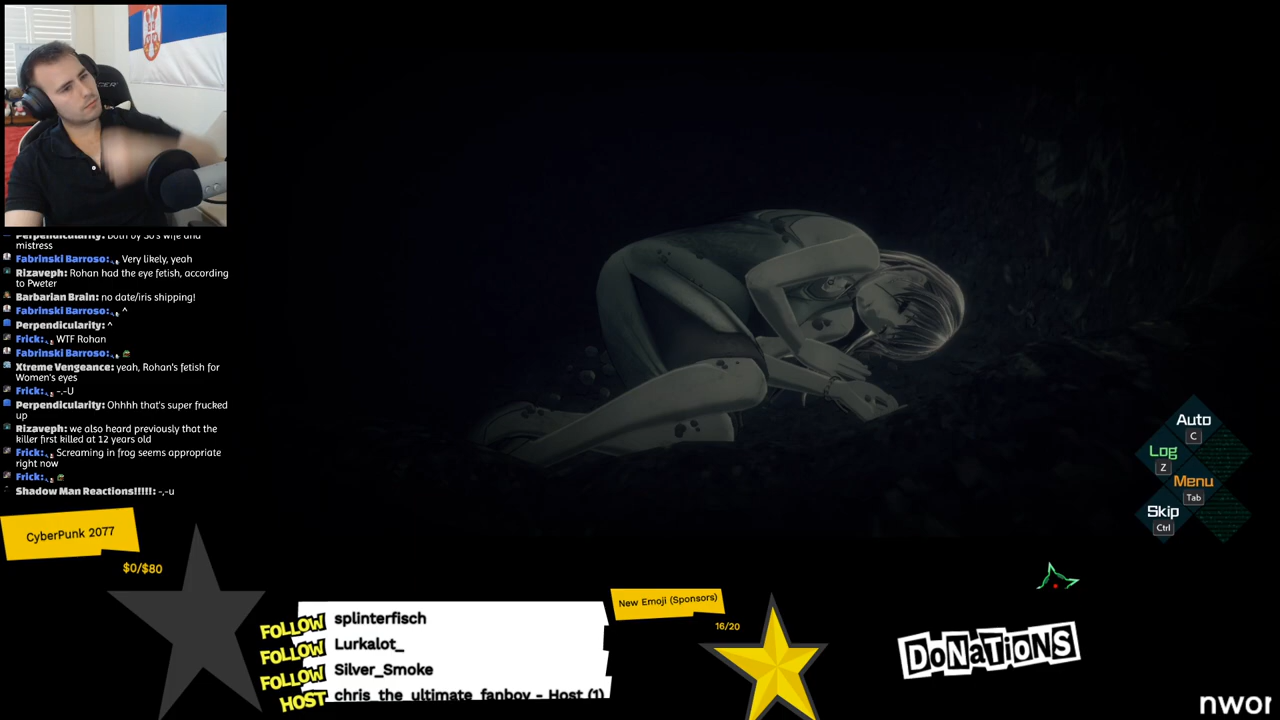 Perpendicularity: Both by So's wife and
mistress
Fabrinski Barroso: Very likely, yeah
Rizaveph: Rohan had the eye fetish, according
to Pweter
Barbarian Brain: no date/iris shipping!
Fabrinski Barroso: ^
Perpendicularity: ^
Frick: WTF Rohan
Fabrinski Barroso:
Xtreme Vengeance: yeah, Rohan's fetish for
Women's eyes
Frick: -.-U
Perpendicularity: Ohhhh that's super frucked
up
Rizaveph: we also heard previously that the
killer first killed at 12 years old
Frick: Screaming in frog seems appropriate
right now
Frick:
Shadow Man Reactions!!!!!: -,-u
CyberPunk 2077
$0/$80
FOLLOW splinterfisch
FOLLOW Lurkalot_
FOLLOW Silver_Smoke
HOST chris_the_ultimate_fanboy - Host (1)
New Emoji (Sponsors)
16/20
Auto
C
Log
Z
Menu
Tab
Skip
Ctrl
DoNaTioNS
nwor